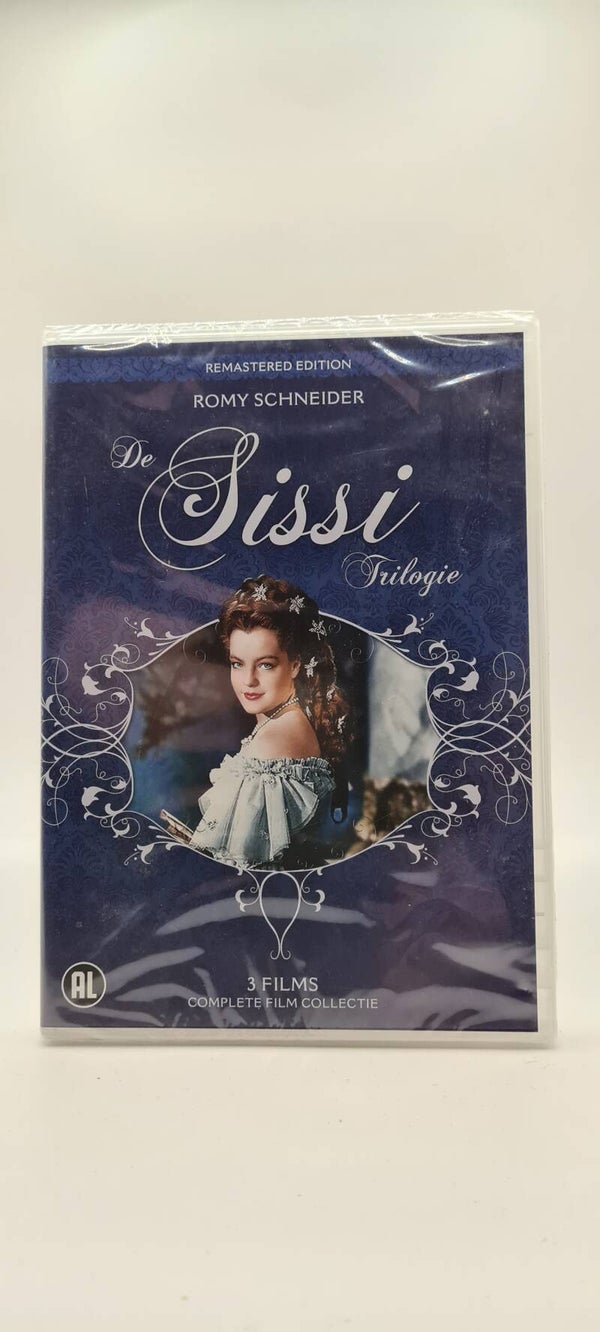 REMASTERED EDITION
ROMY SCHNEIDER
De
Sissi
Trilogie
3 FILMS
COMPLETE FILM COLLECTIE
AL